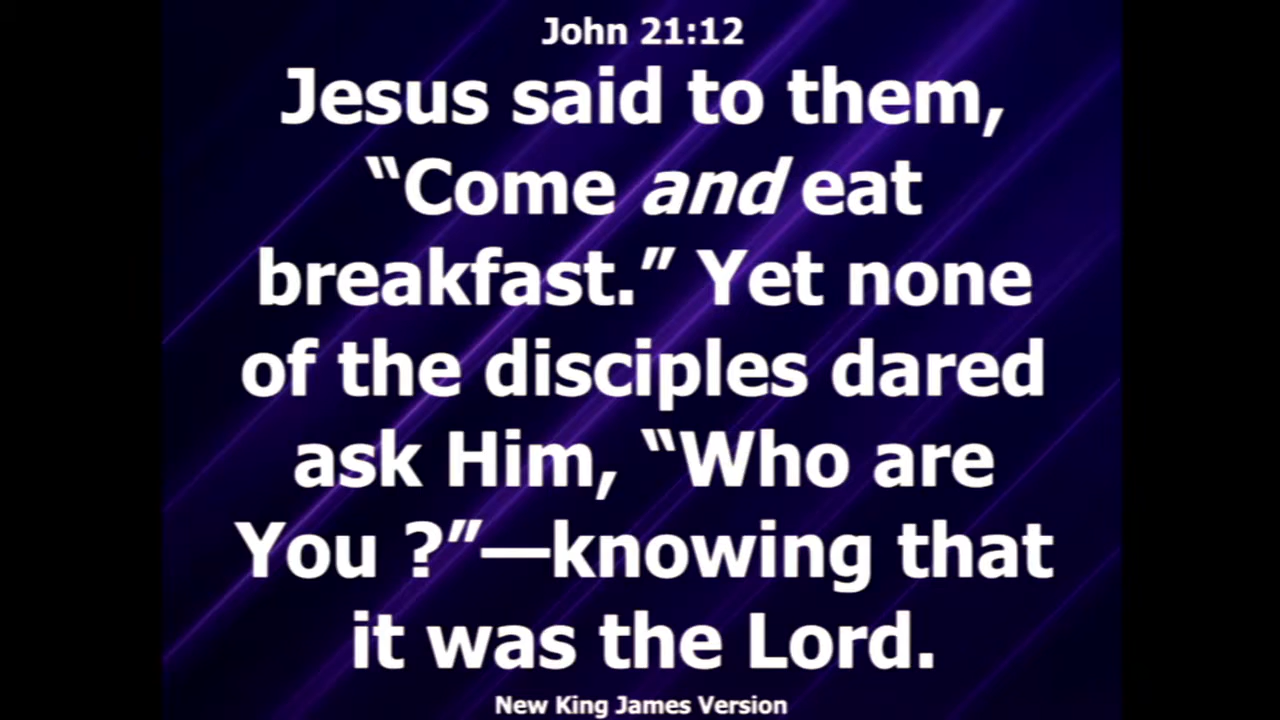 John 21:12
Jesus said to them,
“Come and eat
breakfast.” Yet none
of the disciples dared
ask Him, “Who are
You ?”—knowing that
it was the Lord.
New King James Version